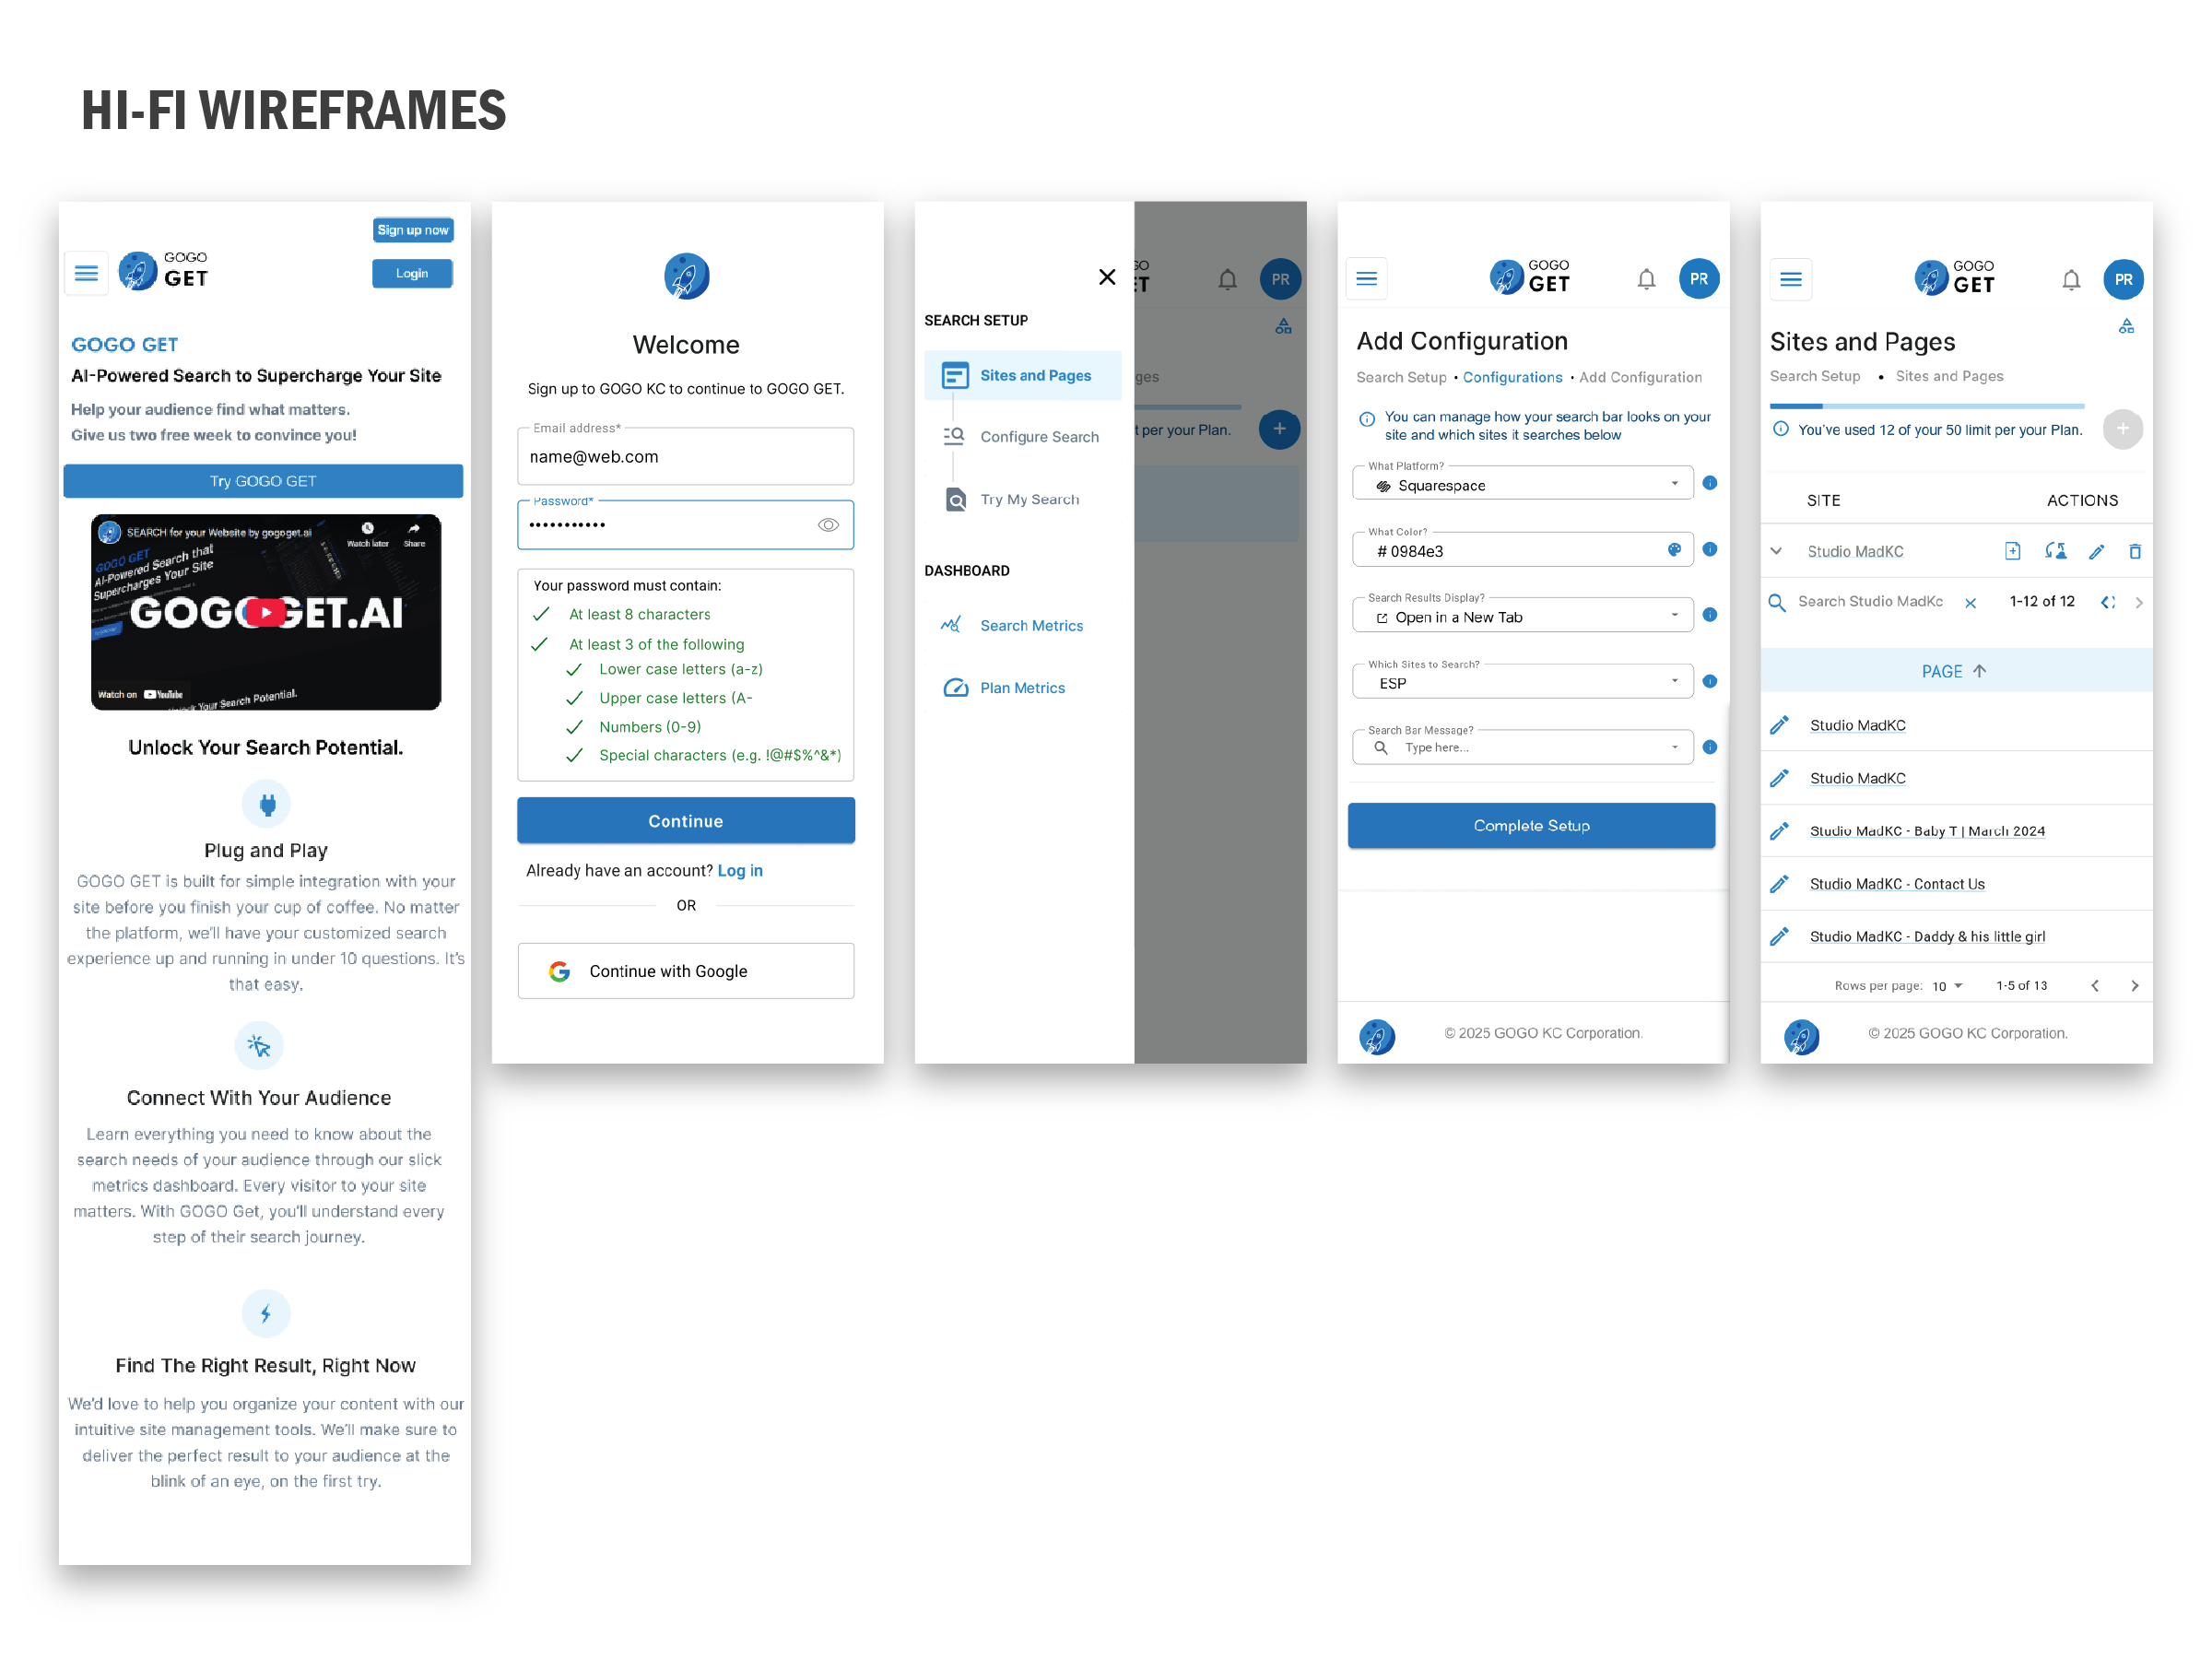 HI-FI WIREFRAMES
Sign up now
GOGO
GET
Login
GOGO GET
AI-Powered Search to Supercharge Your Site
Help your audience find what matters.
Give us two free week to convince you!
Try GOGO GET
SEARCH for your Website by gogoget.ai
Watch later
Share
GOGO GET
AI-Powered Search that
Supercharges Your Site
GOGOGET.AI
Watch on YouTube
Your Search Potential.
Unlock Your Search Potential.
Plug and Play
GOGO GET is built for simple integration with your
site before you finish your cup of coffee. No matter
the platform, we'll have your customized search
experience up and running in under 10 questions. It's
that easy.
Connect With Your Audience
Learn everything you need to know about the
search needs of your audience through our slick
metrics dashboard. Every visitor to your site
matters. With GOGO Get, you'll understand every
step of their search journey.
Find The Right Result, Right Now
We'd love to help you organize your content with our
intuitive site management tools. We'll make sure to
deliver the perfect result to your audience at the
blink of an eye, on the first try.
Welcome
Sign up to GOGO KC to continue to GOGO GET.
Email address*
name@web.com
Password*
Your password must contain:
At least 8 characters
At least 3 of the following
Lower case letters (a-z)
Upper case letters (A-
Numbers (0-9)
Special characters (e.g. !@#$%^&*)
Continue
Already have an account? Log in
OR
Continue with Google
GO
ET
PR
SEARCH SETUP
Sites and Pages
ges
Configure Search
t per your Plan.
+
Try My Search
DASHBOARD
Search Metrics
Plan Metrics
GOGO
GET
PR
Add Configuration
Search Setup • Configurations • Add Configuration
You can manage how your search bar looks on your
site and which sites it searches below
What Platform?
Squarespace
What Color?
# 0984e3
Search Results Display?
Open in a New Tab
Which Sites to Search?
ESP
Search Bar Message?
Type here...
Complete Setup
© 2025 GOGO KC Corporation.
GOGO
GET
PR
Sites and Pages
Search Setup • Sites and Pages
You've used 12 of your 50 limit per your Plan.
+
SITE ACTIONS
Studio MadKC
Search Studio MadKc
1-12 of 12
PAGE
Studio MadKC
Studio MadKC
Studio MadKC - Baby T | March 2024
Studio MadKC - Contact Us
Studio MadKC - Daddy & his little girl
Rows per page: 10
1-5 of 13
© 2025 GOGO KC Corporation.